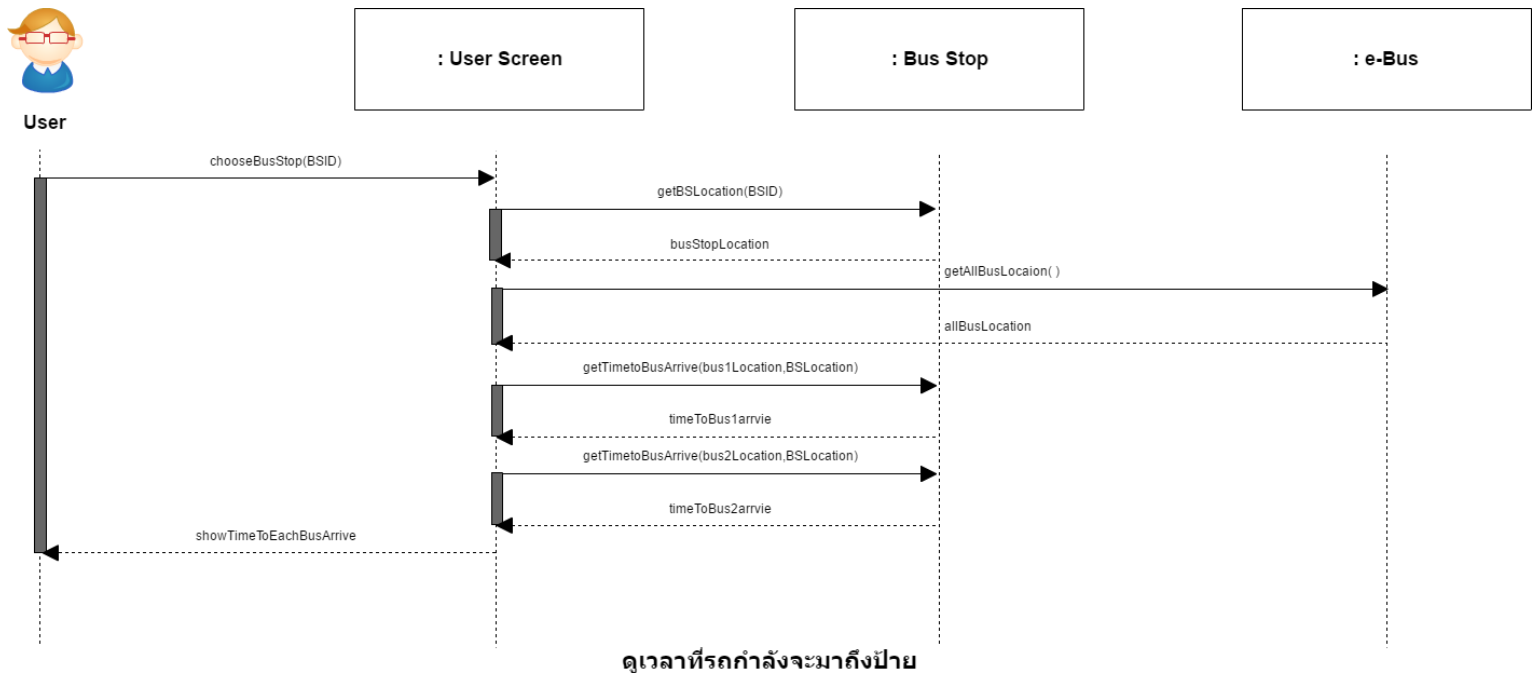 : User Screen
: Bus Stop
: e-Bus
User
chooseBusStop(BSID)
getBSLocation(BSID)
busStopLocation
getAllBusLocaion( )
allBusLocation
getTimetoBusArrive(bus1Location,BSLocation)
timeToBus1arrvie
getTimetoBusArrive(bus2Location,BSLocation)
timeToBus2arrvie
showTimeToEachBusArrive
ดูเวลาที่รถกำลังจะมาถึงป้าย